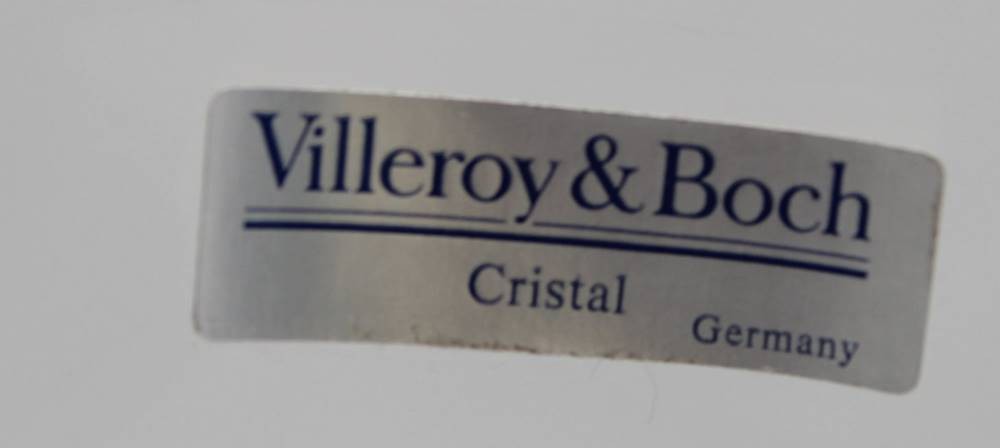 Villeroy & Boch
Cristal
Germany